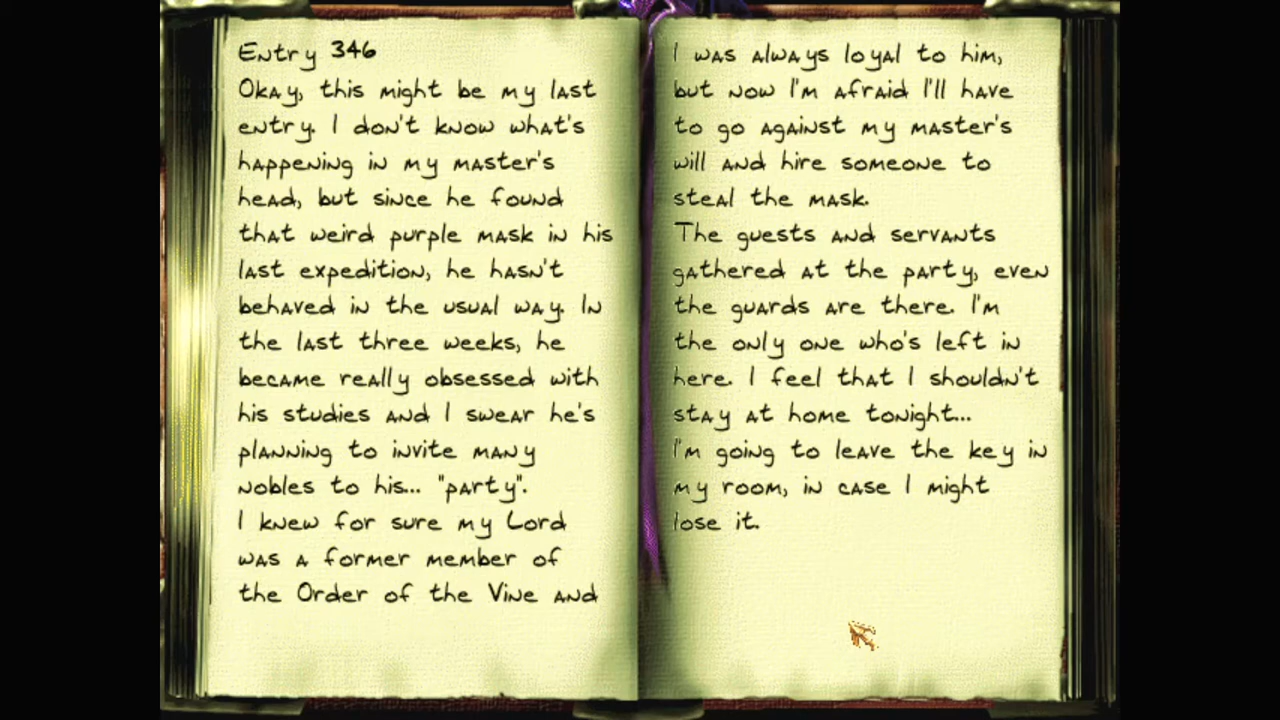 Entry 346
Okay, this might be my last
entry. I don't know what's
happening in my master's
head, but since he found
that weird purple mask in his
last expedition, he hasn't
behaved in the usual way. In
the last three weeks, he
became really obsessed with
his studies and I swear he's
planning to invite many
nobles to his... "party".
I knew for sure my Lord
was a former member of
the Order of the Vine and
I was always loyal to him,
but now I'm afraid I'll have
to go against my master's
will and hire someone to
steal the mask.
The guests and servants
gathered at the party, even
the guards are there. I'm
the only one who's left in
here. I feel that I shouldn't
stay at home tonight...
I'm going to leave the key in
my room, in case I might
lose it.